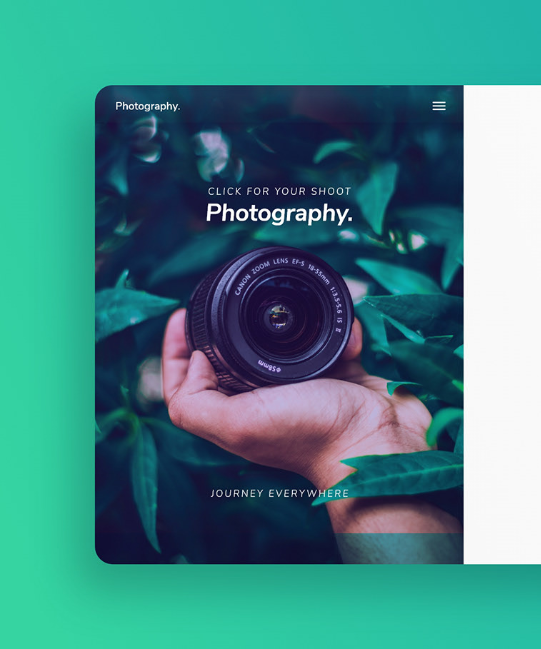 Photography.
CLICK FOR YOUR SHOOT
Photography.
CANON ZOOM LENS EF-S 18-55mm 1:3.5-5.6 IS II
ø58mm
JOURNEY EVERYWHERE